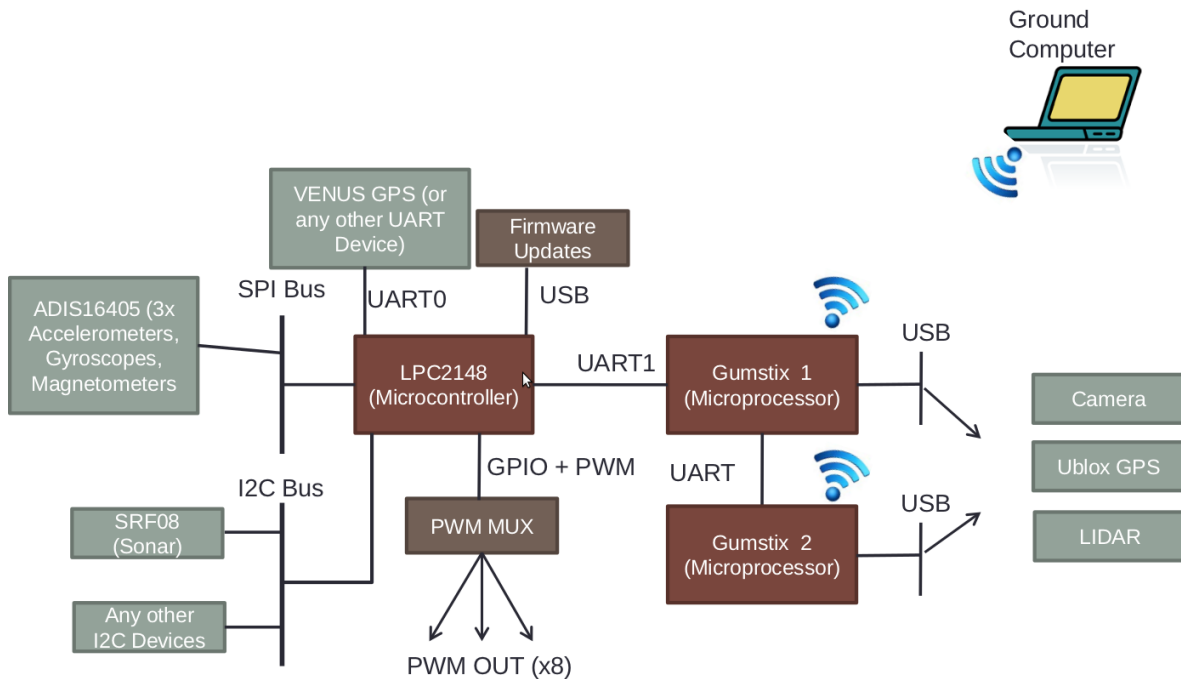 Ground
Computer
VENUS GPS (or
any other UART
Device)
Firmware
Updates
SPI Bus
UART0
USB
ADIS16405 (3x
Accelerometers,
Gyroscopes,
Magnetometers
LPC2148
(Microcontroller)
UART1
Gumstix 1
(Microprocessor)
USB
Camera
GPIO + PWM
UART
Ublox GPS
I2C Bus
SRF08
(Sonar)
PWM MUX
Gumstix 2
(Microprocessor)
USB
LIDAR
Any other
I2C Devices
PWM OUT (x8)